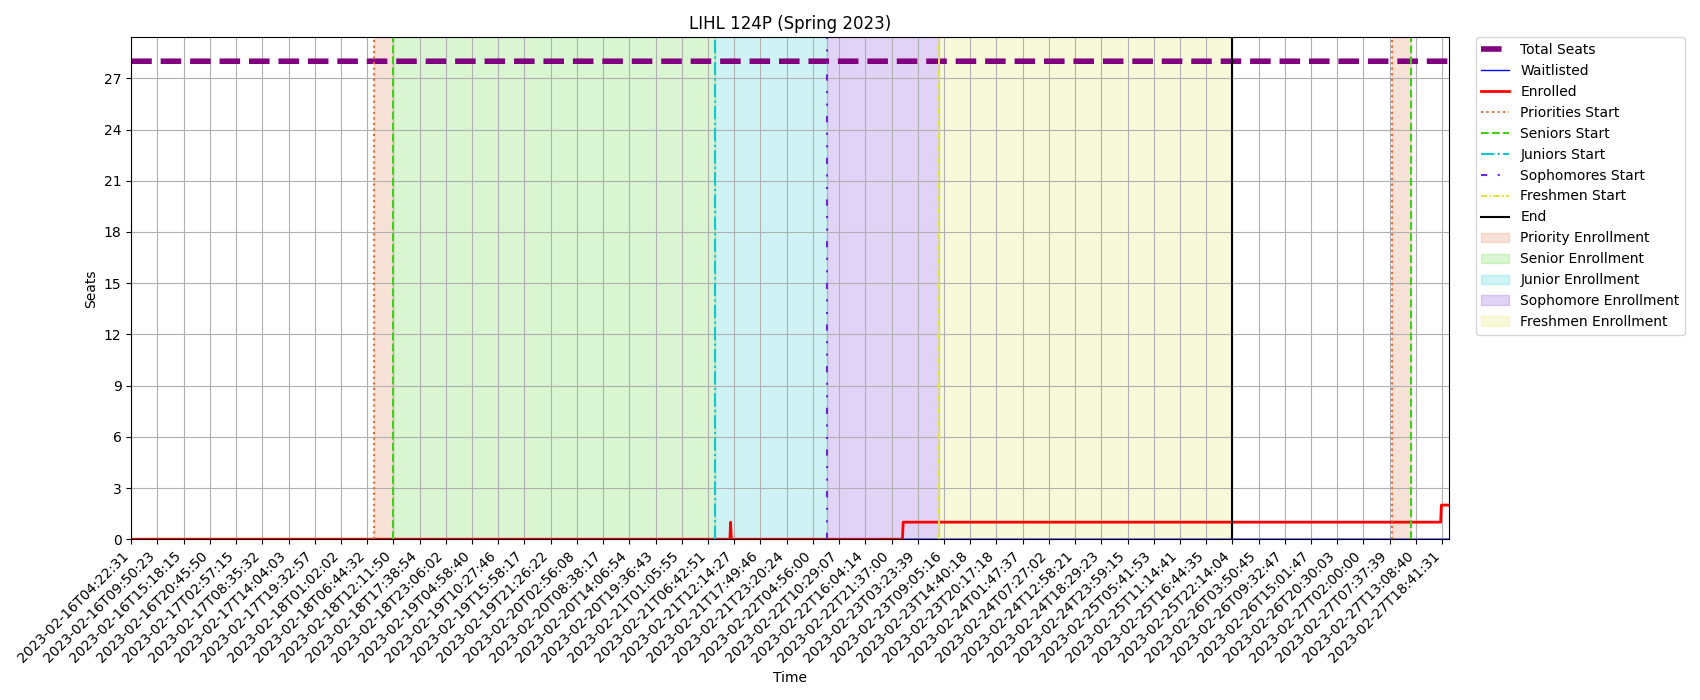 LIHL 124P (Spring 2023)
Seats
27
24
21
18
15
12
9
6
3
0
2023-02-16T04:22:31
2023-02-16T09:50:23
2023-02-16T15:18:15
2023-02-16T20:45:50
2023-02-17T02:57:15
2023-02-17T08:35:32
2023-02-17T14:04:03
2023-02-17T19:32:57
2023-02-18T01:02:02
2023-02-18T06:44:32
2023-02-18T12:11:50
2023-02-18T17:38:54
2023-02-18T23:06:02
2023-02-19T04:58:40
2023-02-19T10:27:46
2023-02-19T15:58:17
2023-02-19T21:26:22
2023-02-20T02:56:08
2023-02-20T08:38:17
2023-02-20T14:06:54
2023-02-20T19:36:43
2023-02-21T01:05:55
2023-02-21T06:42:51
2023-02-21T12:14:27
2023-02-21T17:49:46
2023-02-21T23:20:24
2023-02-22T04:56:00
2023-02-22T10:29:07
2023-02-22T16:04:14
2023-02-22T21:37:00
2023-02-23T03:23:39
2023-02-23T09:05:16
2023-02-23T14:40:18
2023-02-23T20:17:18
2023-02-24T01:47:37
2023-02-24T07:27:02
2023-02-24T12:58:21
2023-02-24T18:29:23
2023-02-24T23:59:15
2023-02-25T05:41:53
2023-02-25T11:14:41
2023-02-25T16:44:35
2023-02-25T22:14:04
2023-02-26T03:50:45
2023-02-26T09:32:47
2023-02-26T15:01:47
2023-02-26T20:30:03
2023-02-27T02:00:00
2023-02-27T07:37:39
2023-02-27T13:08:40
2023-02-27T18:41:31
Time
Total Seats
Waitlisted
Enrolled
Priorities Start
Seniors Start
Juniors Start
Sophomores Start
Freshmen Start
End
Priority Enrollment
Senior Enrollment
Junior Enrollment
Sophomore Enrollment
Freshmen Enrollment